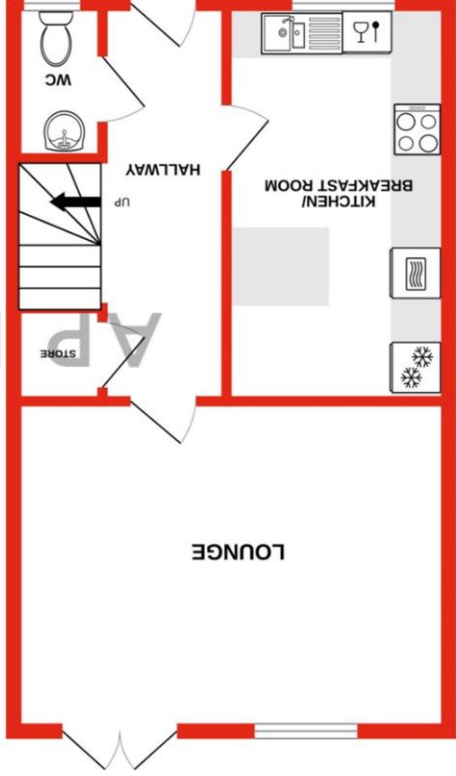 LOUNGE
STORE
AP
UP
KITCHEN/
BREAKFAST ROOM
HALLWAY
WC